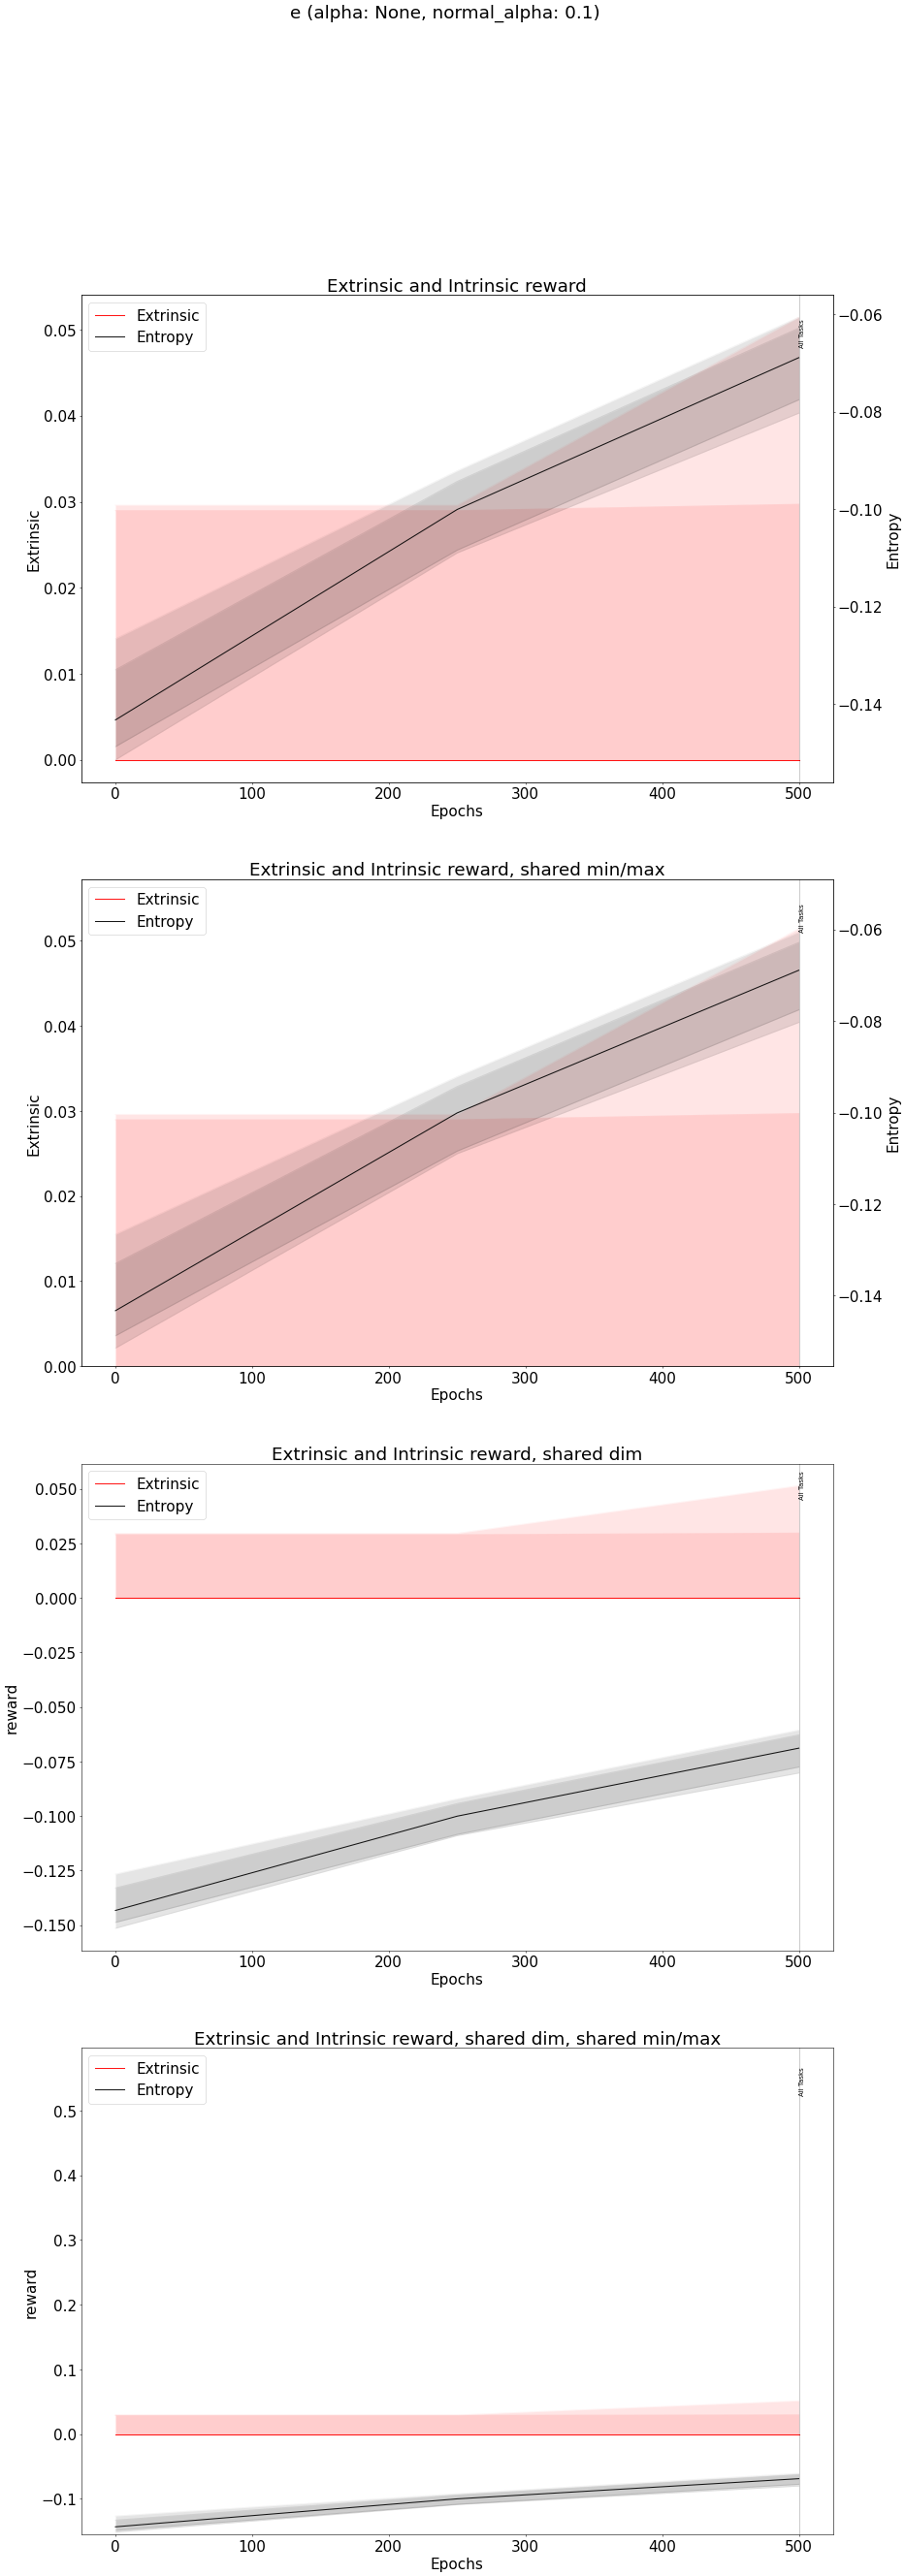 e (alpha: None, normal_alpha: 0.1)
Extrinsic and Intrinsic reward
Extrinsic
Entropy
All Tasks
0.05
0.04
0.03
0.02
0.01
0.00
Extrinsic
−0.06
−0.08
−0.10
−0.12
−0.14
Entropy
0 100 200 300 400 500
Epochs
Extrinsic and Intrinsic reward, shared min/max
Extrinsic
Entropy
All Tasks
0.05
0.04
0.03
0.02
0.01
0.00
Extrinsic
−0.06
−0.08
−0.10
−0.12
−0.14
Entropy
0 100 200 300 400 500
Epochs
Extrinsic and Intrinsic reward, shared dim
Extrinsic
Entropy
All Tasks
0.050
0.025
0.000
−0.025
−0.050
−0.075
−0.100
−0.125
−0.150
reward
0 100 200 300 400 500
Epochs
Extrinsic and Intrinsic reward, shared dim, shared min/max
Extrinsic
Entropy
All Tasks
0.5
0.4
0.3
0.2
0.1
0.0
−0.1
reward
0 100 200 300 400 500
Epochs